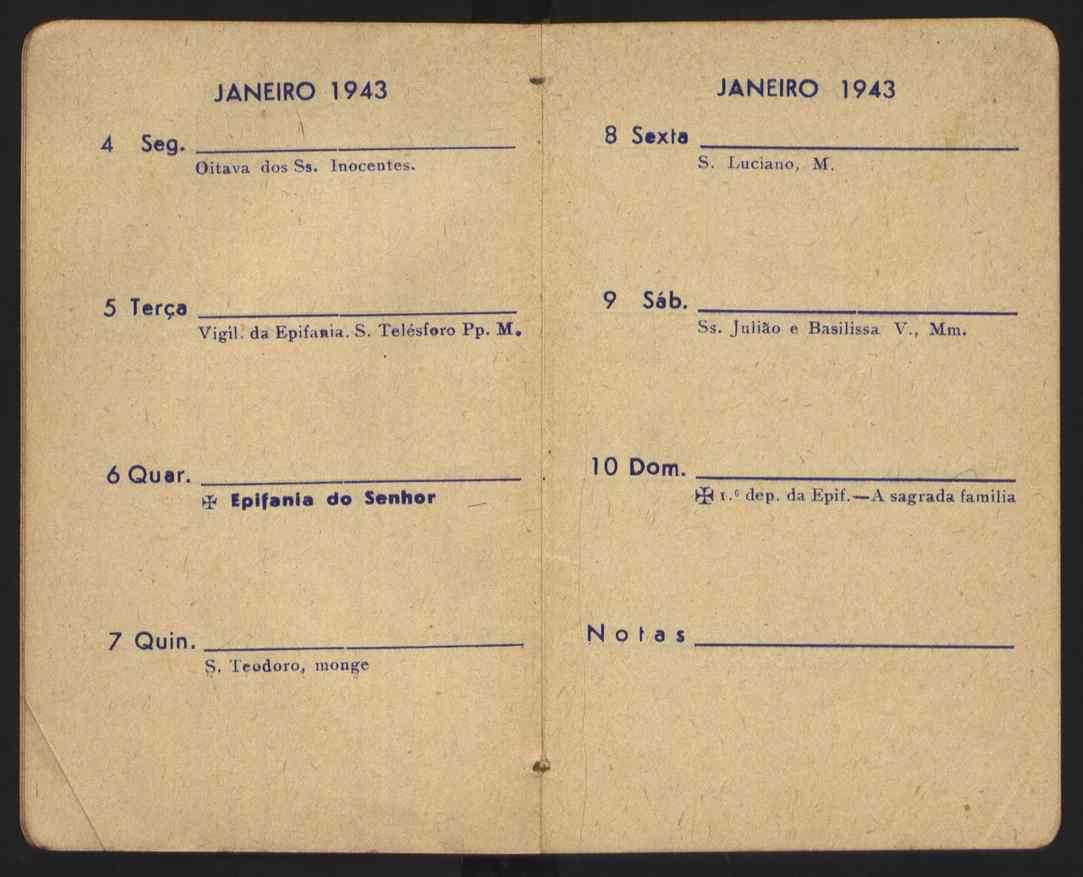 JANEIRO 1943
4 Seg.
Oitava dos Ss. Inocentes.
5 Terça
Vigil. da Epifania. S. Telésforo Pp. M.
6 Quar.
✠ Epifania do Senhor
7 Quin.
S. Teodoro, monge
JANEIRO 1943
8 Sexta
S. Luciano, M.
9 Sáb.
Ss. Julião e Basilissa V., Mm.
10 Dom.
✠ 1.º dep. da Epif.—A sagrada familia
Notas